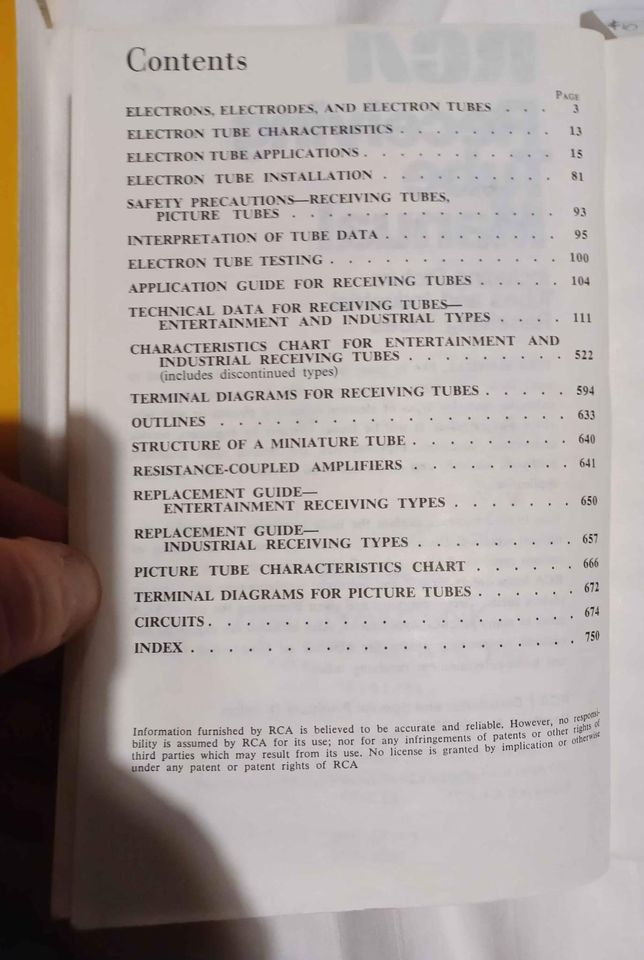 Contents
PAGE
ELECTRONS, ELECTRODES, AND ELECTRON TUBES . . . 3
ELECTRON TUBE CHARACTERISTICS . . . . . . . . . 13
ELECTRON TUBE APPLICATIONS . . . . . . . . . . . 15
ELECTRON TUBE INSTALLATION . . . . . . . . . . 81
SAFETY PRECAUTIONS—RECEIVING TUBES,
PICTURE TUBES . . . . . . . . . . . . . . 93
INTERPRETATION OF TUBE DATA . . . . . . . . . . 95
ELECTRON TUBE TESTING . . . . . . . . . . . . . 100
APPLICATION GUIDE FOR RECEIVING TUBES . . . . . 104
TECHNICAL DATA FOR RECEIVING TUBES—
ENTERTAINMENT AND INDUSTRIAL TYPES . . . . 111
CHARACTERISTICS CHART FOR ENTERTAINMENT AND
INDUSTRIAL RECEIVING TUBES . . . . . . . . . 522
(includes discontinued types)
TERMINAL DIAGRAMS FOR RECEIVING TUBES . . . . . 594
OUTLINES . . . . . . . . . . . . . . . . . . . 633
STRUCTURE OF A MINIATURE TUBE . . . . . . . . . 640
RESISTANCE-COUPLED AMPLIFIERS . . . . . . . . . 641
REPLACEMENT GUIDE—
ENTERTAINMENT RECEIVING TYPES . . . . . . . 650
REPLACEMENT GUIDE—
INDUSTRIAL RECEIVING TYPES . . . . . . . . . 657
PICTURE TUBE CHARACTERISTICS CHART . . . . . . 666
TERMINAL DIAGRAMS FOR PICTURE TUBES . . . . . . 672
CIRCUITS . . . . . . . . . . . . . . . . . . . 674
INDEX . . . . . . . . . . . . . . . . . . . . . 750
Information furnished by RCA is believed to be accurate and reliable. However, no responsi-
bility is assumed by RCA for its use; nor for any infringements of patents or other rights of
third parties which may result from its use. No license is granted by implication or otherwise
under any patent or patent rights of RCA